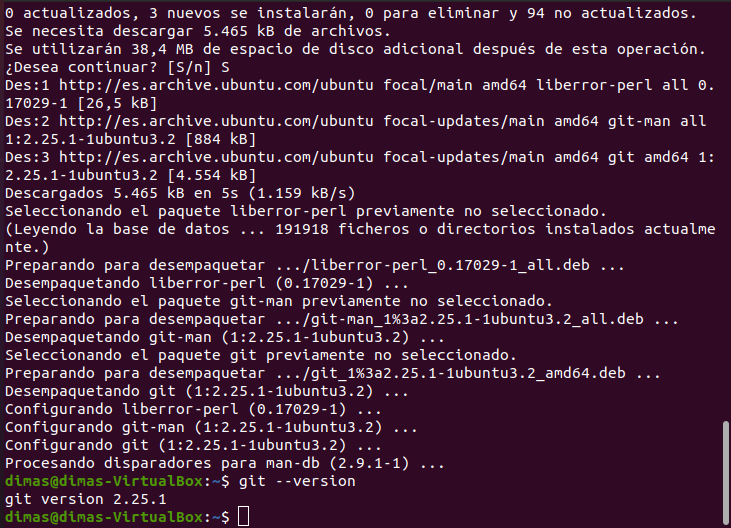 0 actualizados, 3 nuevos se instalarán, 0 para eliminar y 94 no actualizados.
Se necesita descargar 5.465 kB de archivos.
Se utilizarán 38,4 MB de espacio de disco adicional después de esta operación.
¿Desea continuar? [S/n] S
Des:1 http://es.archive.ubuntu.com/ubuntu focal/main amd64 liberror-perl all 0.
17029-1 [26,5 kB]
Des:2 http://es.archive.ubuntu.com/ubuntu focal-updates/main amd64 git-man all
1:2.25.1-1ubuntu3.2 [884 kB]
Des:3 http://es.archive.ubuntu.com/ubuntu focal-updates/main amd64 git amd64 1:
2.25.1-1ubuntu3.2 [4.554 kB]
Descargados 5.465 kB en 5s (1.159 kB/s)
Seleccionando el paquete liberror-perl previamente no seleccionado.
(Leyendo la base de datos ... 191918 ficheros o directorios instalados actualme
nte.)
Preparando para desempaquetar .../liberror-perl_0.17029-1_all.deb ...
Desempaquetando liberror-perl (0.17029-1) ...
Seleccionando el paquete git-man previamente no seleccionado.
Preparando para desempaquetar .../git-man_1%3a2.25.1-1ubuntu3.2_all.deb ...
Desempaquetando git-man (1:2.25.1-1ubuntu3.2) ...
Seleccionando el paquete git previamente no seleccionado.
Preparando para desempaquetar .../git_1%3a2.25.1-1ubuntu3.2_amd64.deb ...
Desempaquetando git (1:2.25.1-1ubuntu3.2) ...
Configurando liberror-perl (0.17029-1) ...
Configurando git-man (1:2.25.1-1ubuntu3.2) ...
Configurando git (1:2.25.1-1ubuntu3.2) ...
Procesando disparadores para man-db (2.9.1-1) ...
dimas@dimas-VirtualBox:~$ git --version
git version 2.25.1
dimas@dimas-VirtualBox:~$